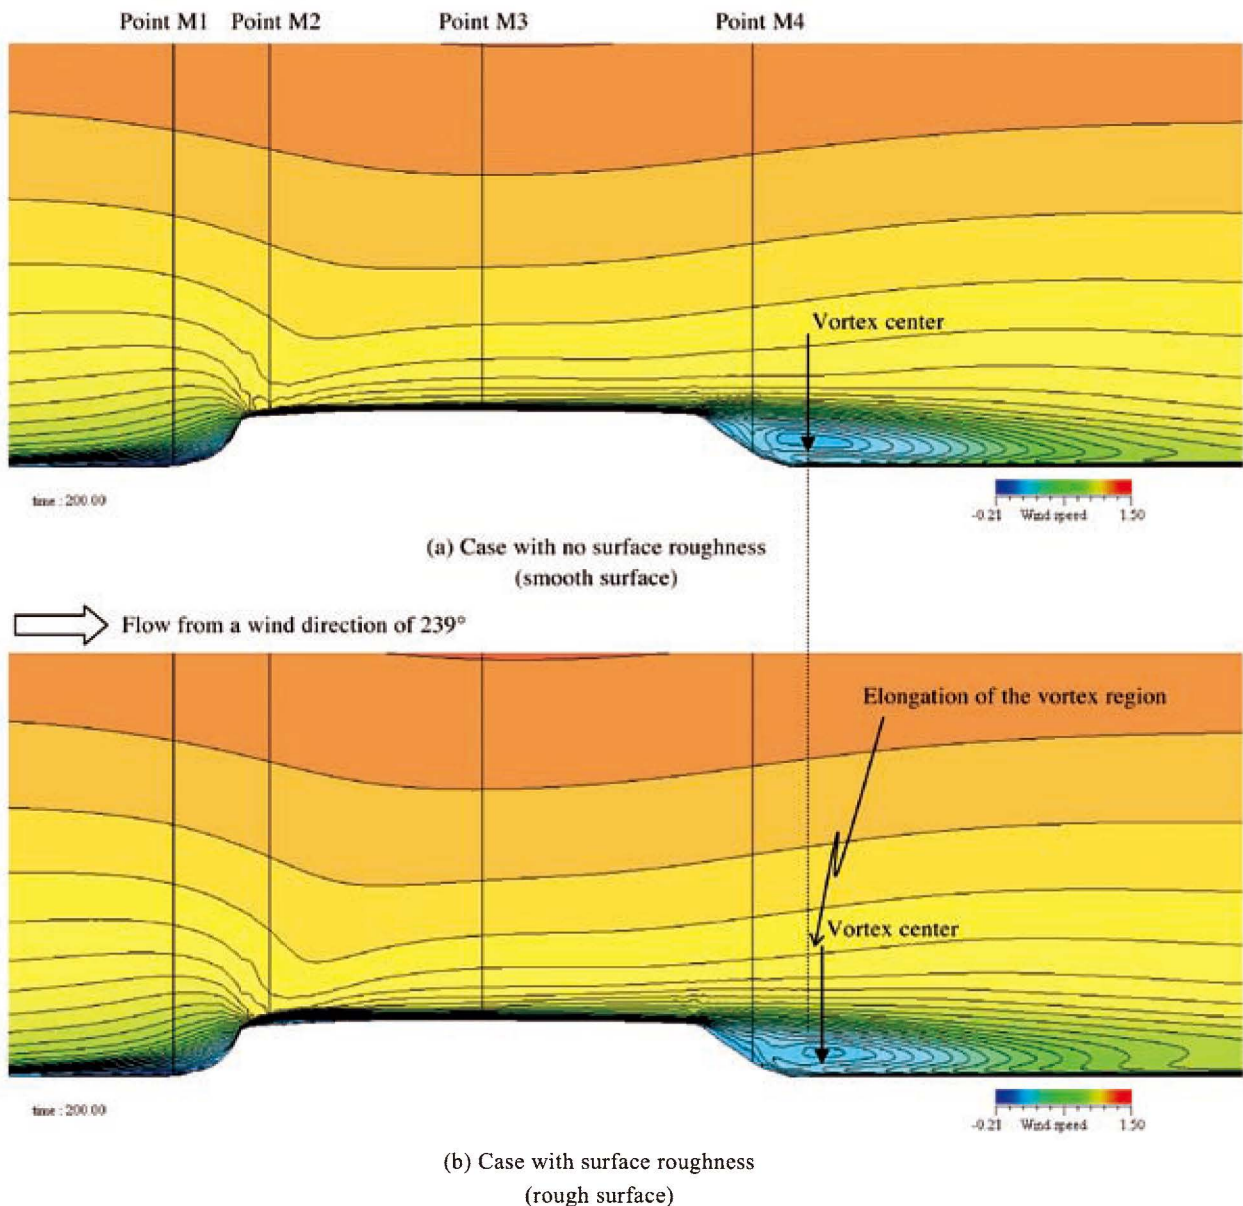 Point M1 Point M2 Point M3 Point M4
Vortex center
time : 200.00
-0.21 Wind speed 1.50
(a) Case with no surface roughness
(smooth surface)
Flow from a wind direction of 239°
Elongation of the vortex region
Vortex center
time : 200.00
-0.21 Wind speed 1.50
(b) Case with surface roughness
(rough surface)